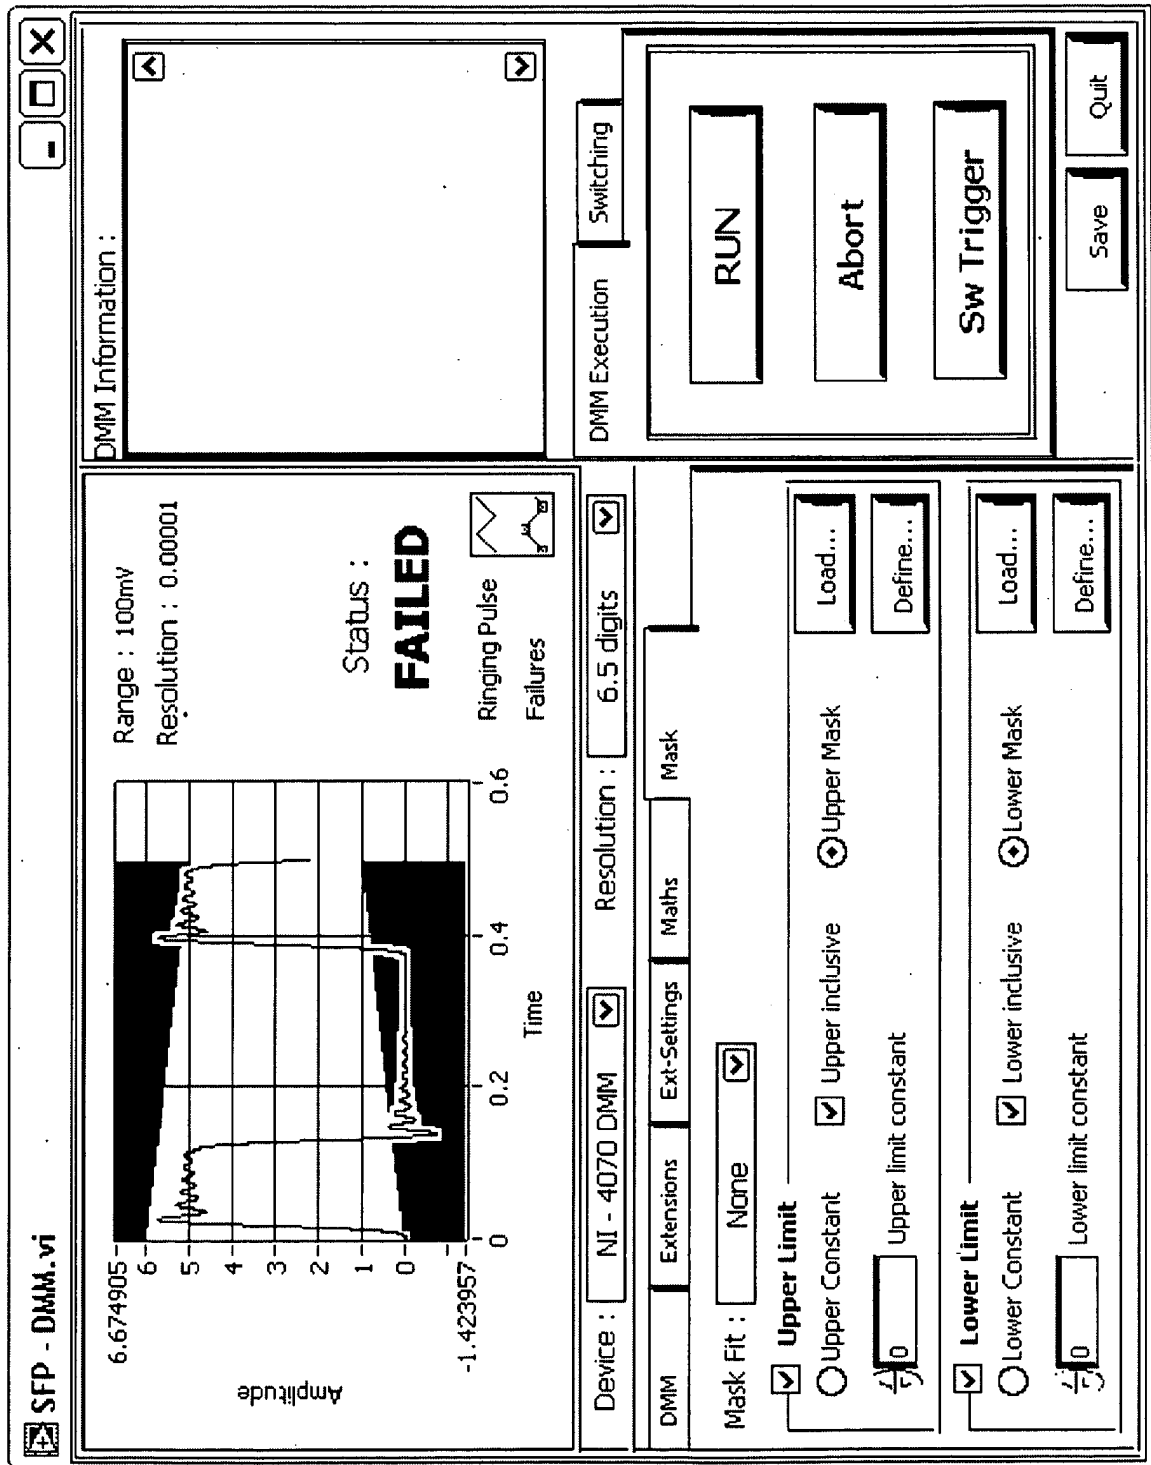 SFP - DMM.vi
6.674905
6
5
4
3
2
1
0
-1.423957
Amplitude
0
0.2
0.4
0.6
Time
Range : 100mV
Resolution : 0.00001
Status :
FAILED
Ringing Pulse
Failures
Device : NI - 4070 DMM
Resolution : 6.5 digits
DMM Extensions Ext-Settings Maths Mask
Mask Fit : None
Upper Limit
Upper Constant Upper inclusive Upper Mask Load...
0 Upper limit constant Define...
Lower Limit
Lower Constant Lower inclusive Lower Mask Load...
0 Lower limit constant Define...
DMM Information :
DMM Execution Switching
RUN
Abort
Sw Trigger
Save Quit